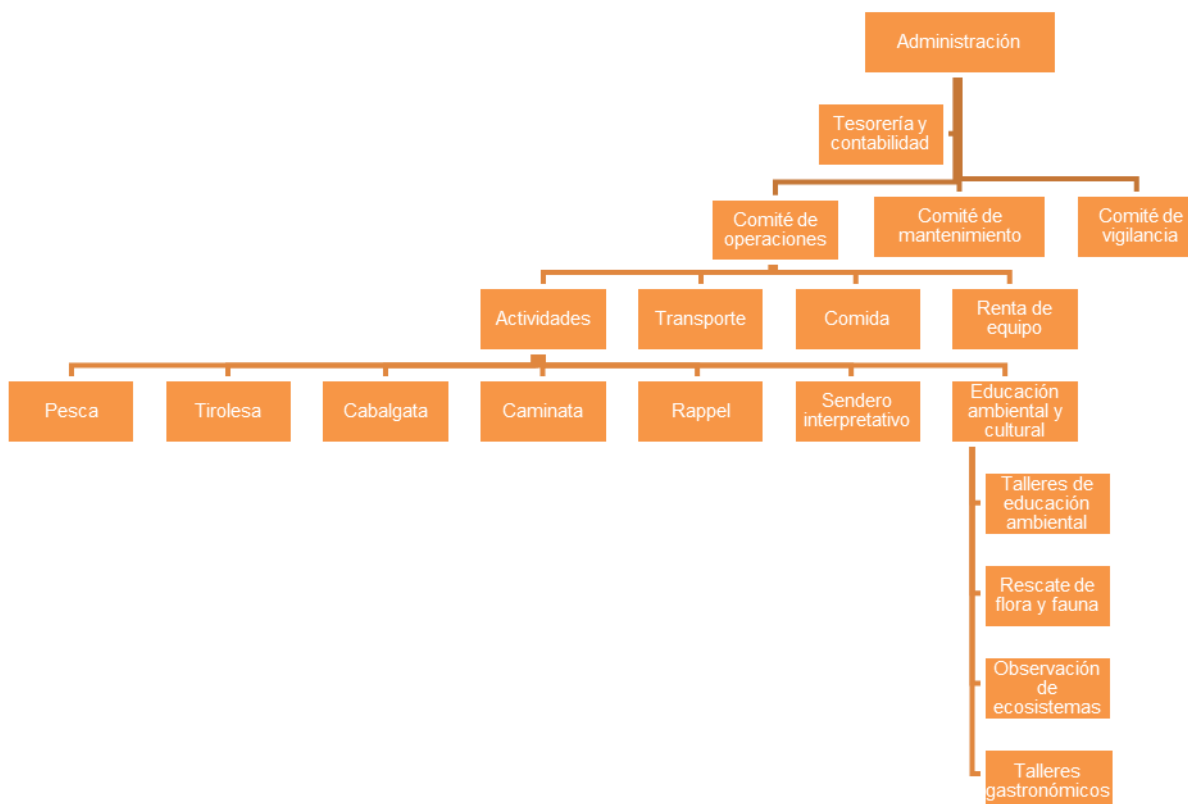 Administración
Tesorería y
contabilidad
Comité de
operaciones
Comité de
mantenimiento
Comité de
vigilancia
Actividades
Transporte
Comida
Renta de
equipo
Pesca
Tirolesa
Cabalgata
Caminata
Rappel
Sendero
interpretativo
Educación
ambiental y
cultural
Talleres de
educación
ambiental
Rescate de
flora y fauna
Observación
de
ecosistemas
Talleres
gastronómicos